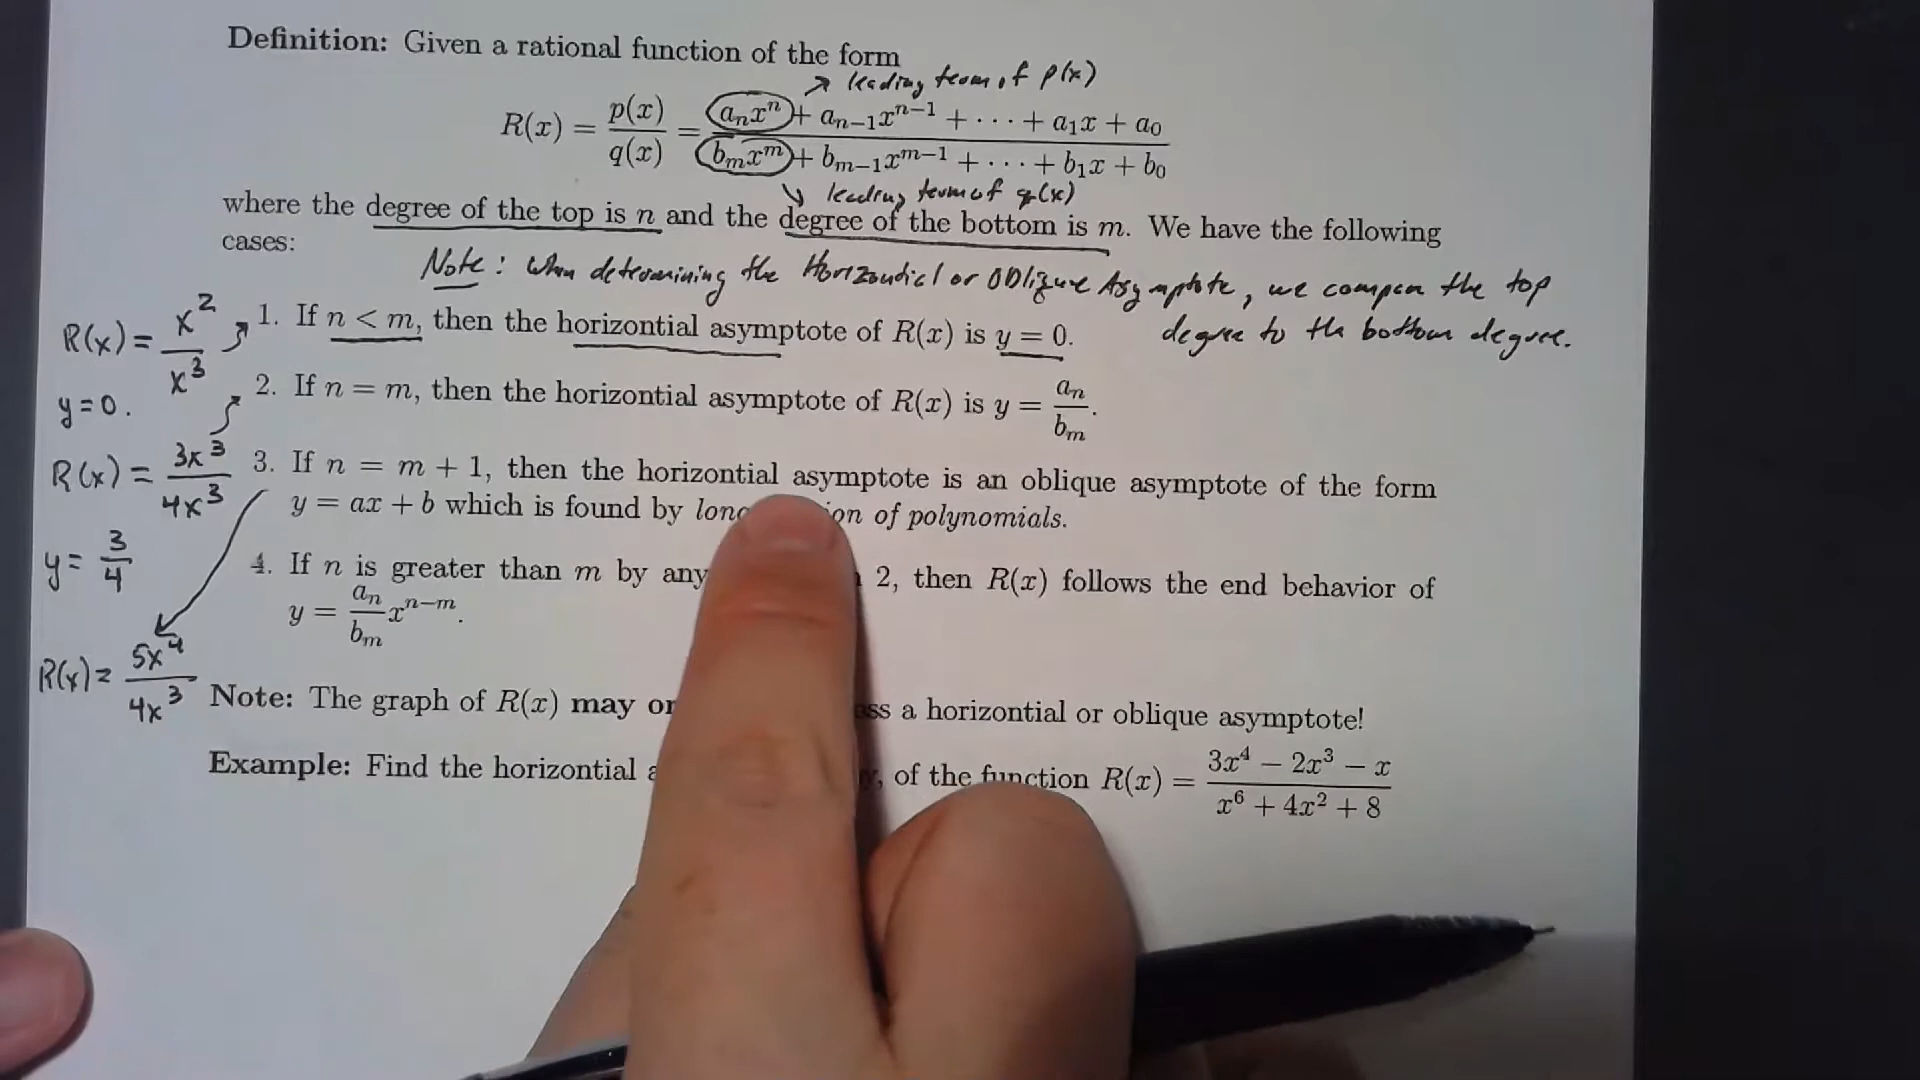 Definition: Given a rational function of the form
↗ leading term of p(x)
R(x) = p(x)/q(x) = (aₙxⁿ + aₙ₋₁xⁿ⁻¹ + · · · + a₁x + a₀)/(bₘxᵐ + bₘ₋₁xᵐ⁻¹ + · · · + b₁x + b₀)
↘ leading term of q(x)
where the degree of the top is n and the degree of the bottom is m. We have the following
cases:
Note: When determining the Horizontial or Oblique Asymptote, we compare the top
degree to the bottom degree.
R(x) = x²/x³
1. If n < m, then the horizontial asymptote of R(x) is y = 0.
y = 0.
2. If n = m, then the horizontial asymptote of R(x) is y = aₙ/bₘ.
R(x) = 3x³/4x³
3. If n = m + 1, then the horizontial asymptote is an oblique asymptote of the form
y = ax + b which is found by long of polynomials.
y = 3/4
4. If n is greater than m by any 2, then R(x) follows the end behavior of
y = aₙ/bₘ xⁿ⁻ᵐ.
R(x) = 5x⁴/4x³
Note: The graph of R(x) may or a horizontial or oblique asymptote!
Example: Find the horizontial of the function R(x) = (3x⁴ − 2x³ − x)/(x⁶ + 4x² + 8)